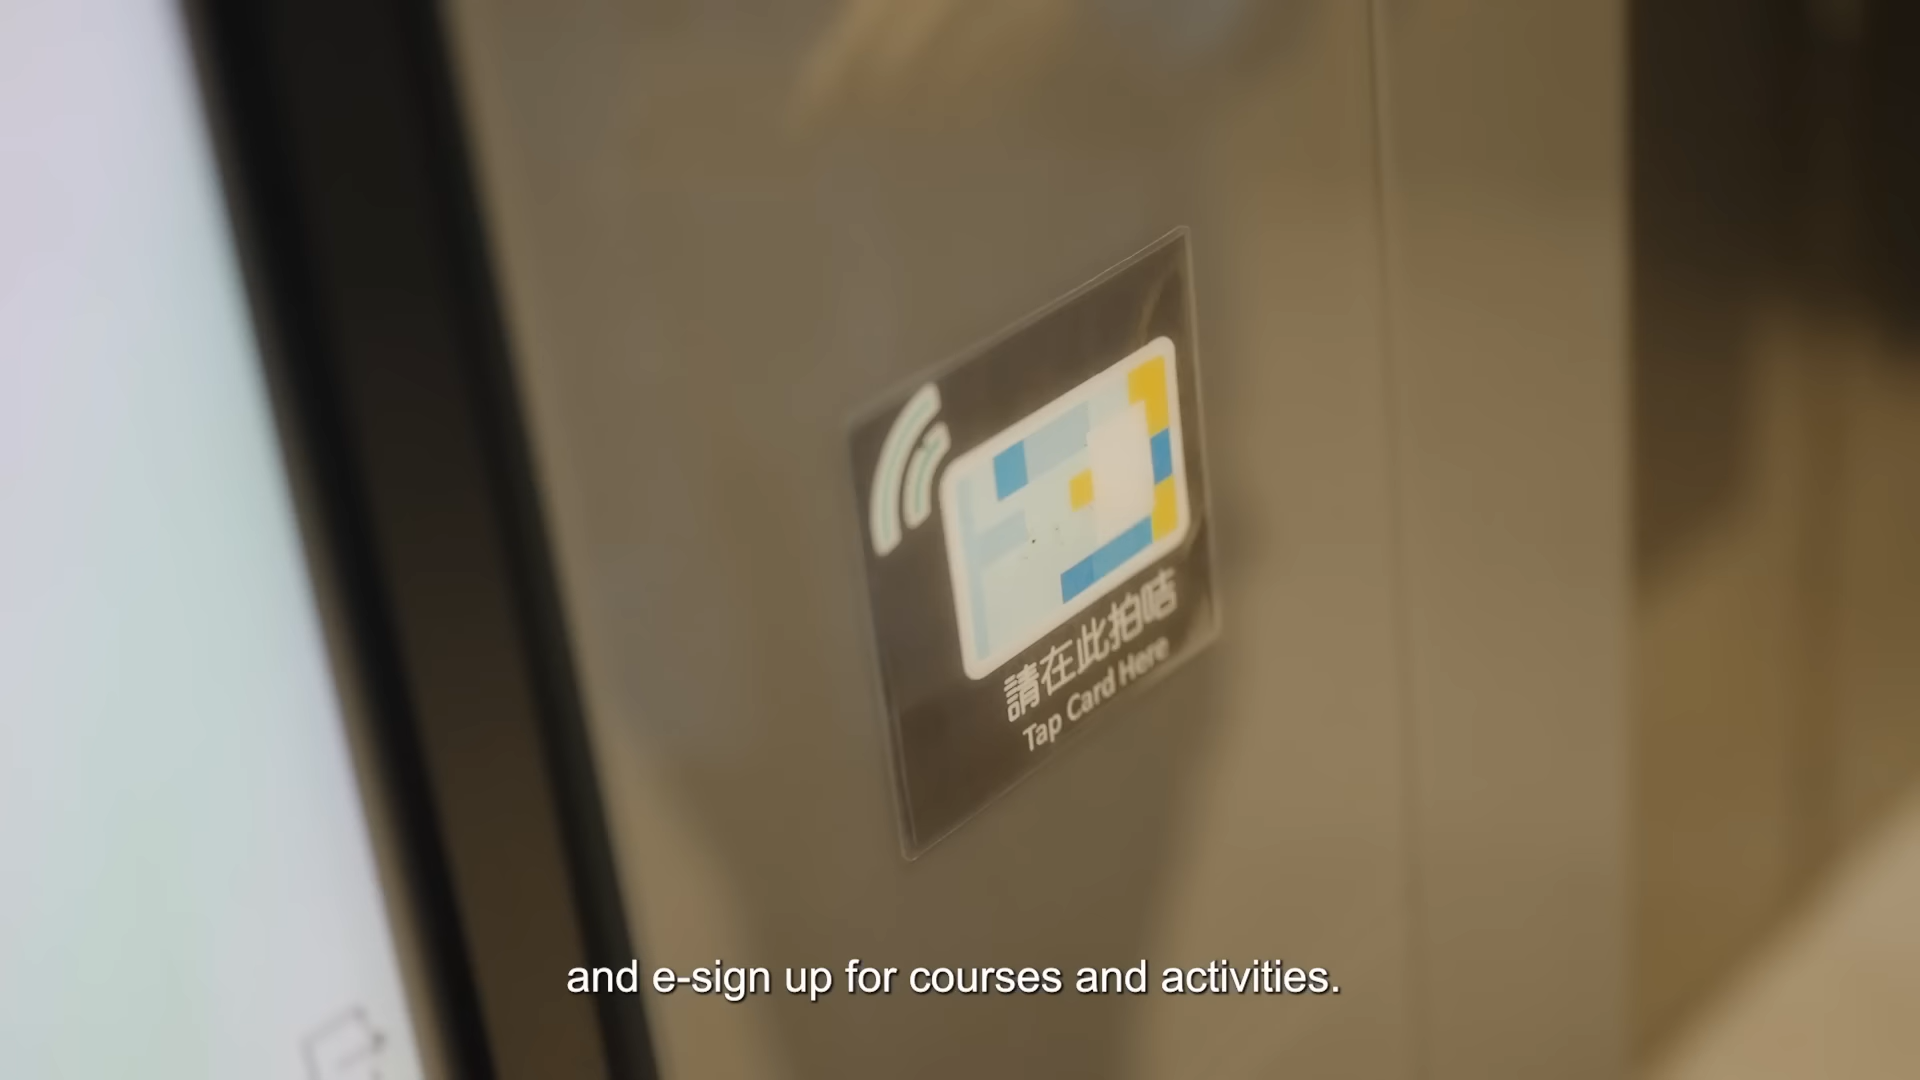 請在此拍咭
Tap Card Here
and e-sign up for courses and activities.